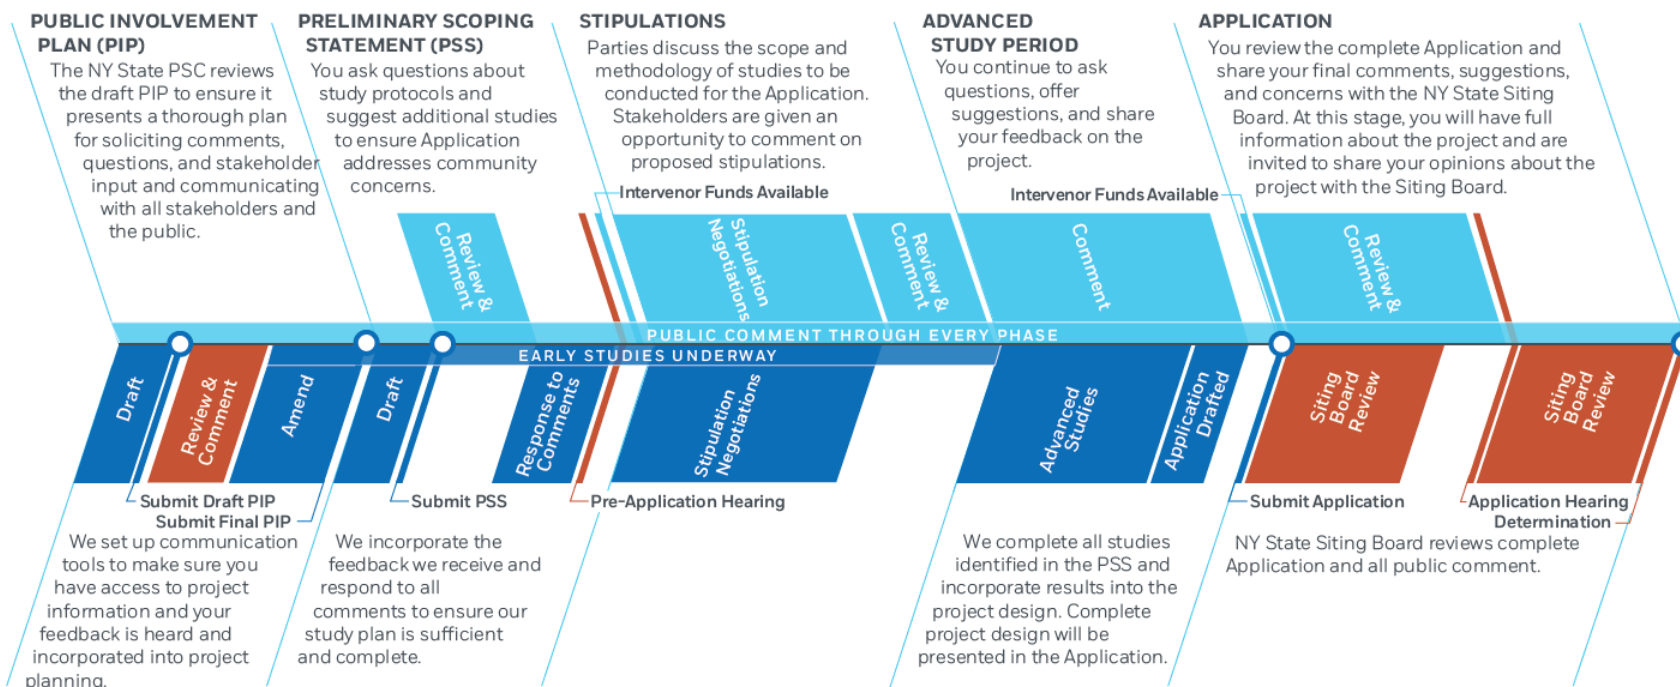 PUBLIC INVOLVEMENT
PLAN (PIP)
The NY State PSC reviews
the draft PIP to ensure it
presents a thorough plan
for soliciting comments,
questions, and stakeholder
input and communicating
with all stakeholders and
the public.
PRELIMINARY SCOPING
STATEMENT (PSS)
You ask questions about
study protocols and
suggest additional studies
to ensure Application
addresses community
concerns.
STIPULATIONS
Parties discuss the scope and
methodology of studies to be
conducted for the Application.
Stakeholders are given an
opportunity to comment on
proposed stipulations.
Intervenor Funds Available
ADVANCED
STUDY PERIOD
You continue to ask
questions, offer
suggestions, and share
your feedback on the
project.
Intervenor Funds Available
APPLICATION
You review the complete Application and
share your final comments, suggestions,
and concerns with the NY State Siting
Board. At this stage, you will have full
information about the project and are
invited to share your opinions about the
project with the Siting Board.
Review &
Comment
Stipulation
Negotiations
Review &
Comment
Comment
Review &
Comment
PUBLIC COMMENT THROUGH EVERY PHASE
EARLY STUDIES UNDERWAY
Draft
Review &
Comment
Amend
Draft
Response to
Comments
Stipulation
Negotiations
Advanced
Studies
Application
Drafted
Siting
Board
Review
Siting
Board
Review
Submit Draft PIP
Submit Final PIP
Submit PSS
Pre-Application Hearing
Submit Application
Application Hearing
Determination
We set up communication
tools to make sure you
have access to project
information and your
feedback is heard and
incorporated into project
planning.
We incorporate the
feedback we receive and
respond to all
comments to ensure our
study plan is sufficient
and complete.
We complete all studies
identified in the PSS and
incorporate results into the
project design. Complete
project design will be
presented in the Application.
NY State Siting Board reviews complete
Application and all public comment.